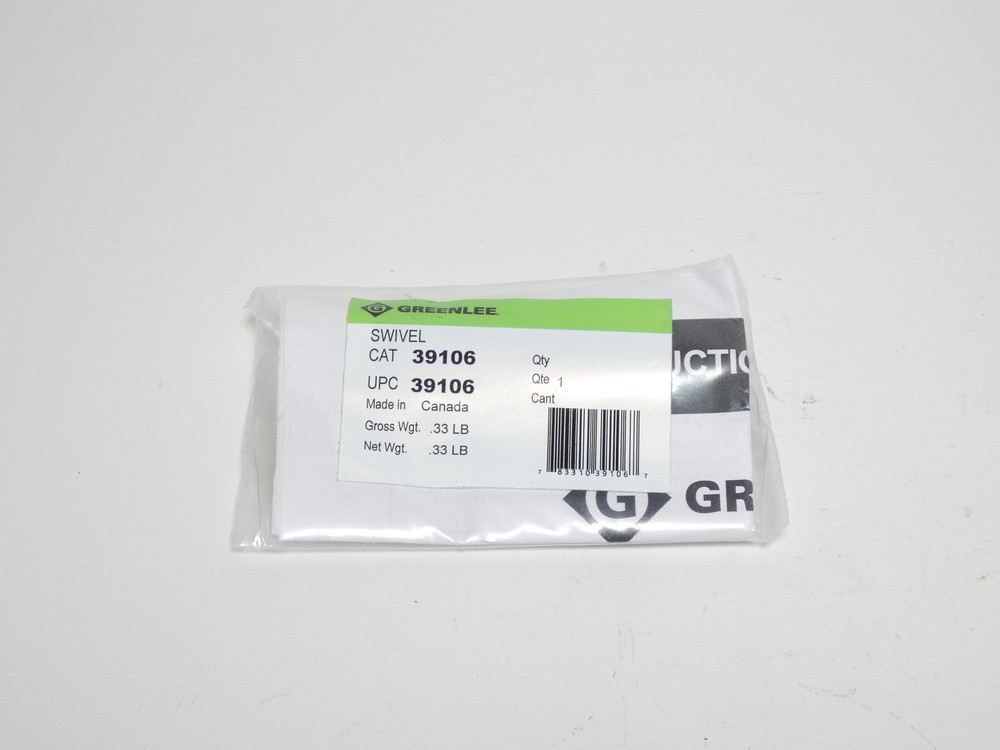 G GREENLEE
SWIVEL
CAT 39106
UPC 39106
Made in Canada
Gross Wgt. .33 LB
Net Wgt. .33 LB
Qty
Qte 1
Cant
7 83310 39106 7
UCTIO
G GR